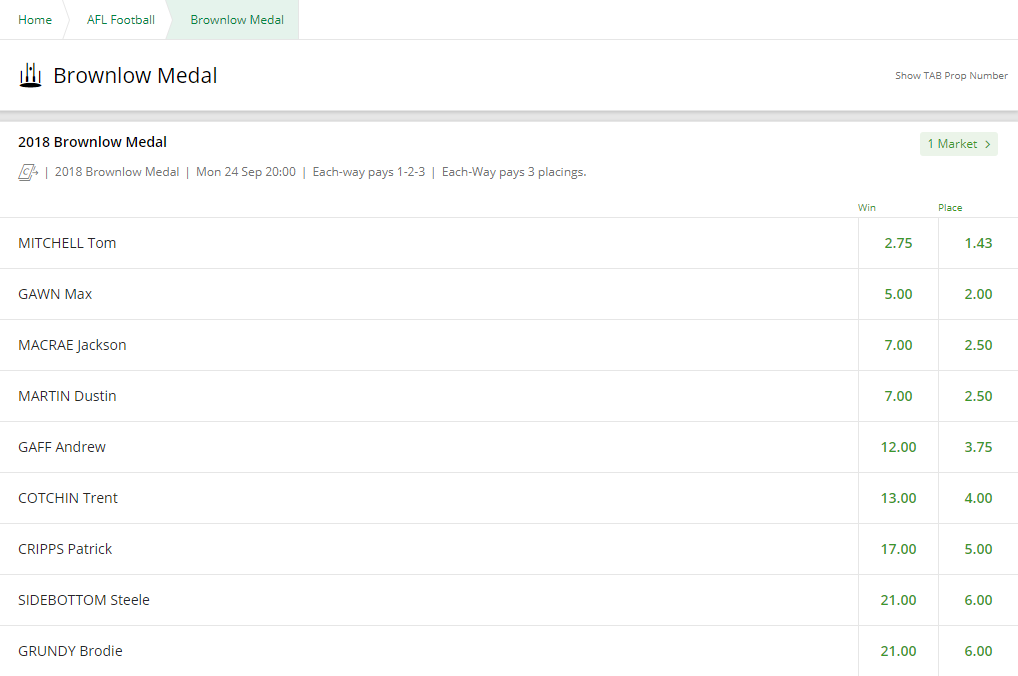 Home AFL Football Brownlow Medal
Brownlow Medal Show TAB Prop Number
2018 Brownlow Medal 1 Market >
C | 2018 Brownlow Medal | Mon 24 Sep 20:00 | Each-way pays 1-2-3 | Each-Way pays 3 placings.
Win Place
MITCHELL Tom 2.75 1.43
GAWN Max 5.00 2.00
MACRAE Jackson 7.00 2.50
MARTIN Dustin 7.00 2.50
GAFF Andrew 12.00 3.75
COTCHIN Trent 13.00 4.00
CRIPPS Patrick 17.00 5.00
SIDEBOTTOM Steele 21.00 6.00
GRUNDY Brodie 21.00 6.00